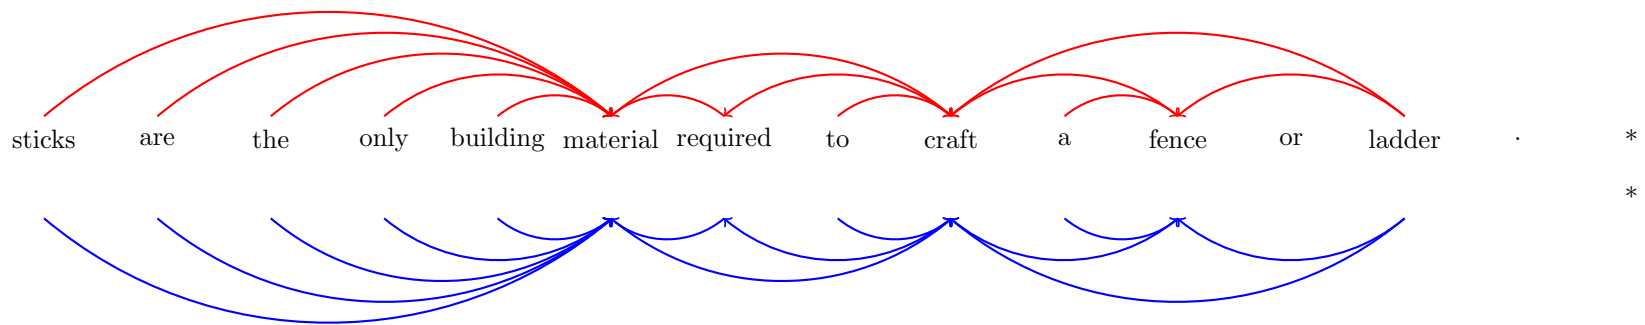 sticks are the only building material required to craft a fence or ladder . *
*